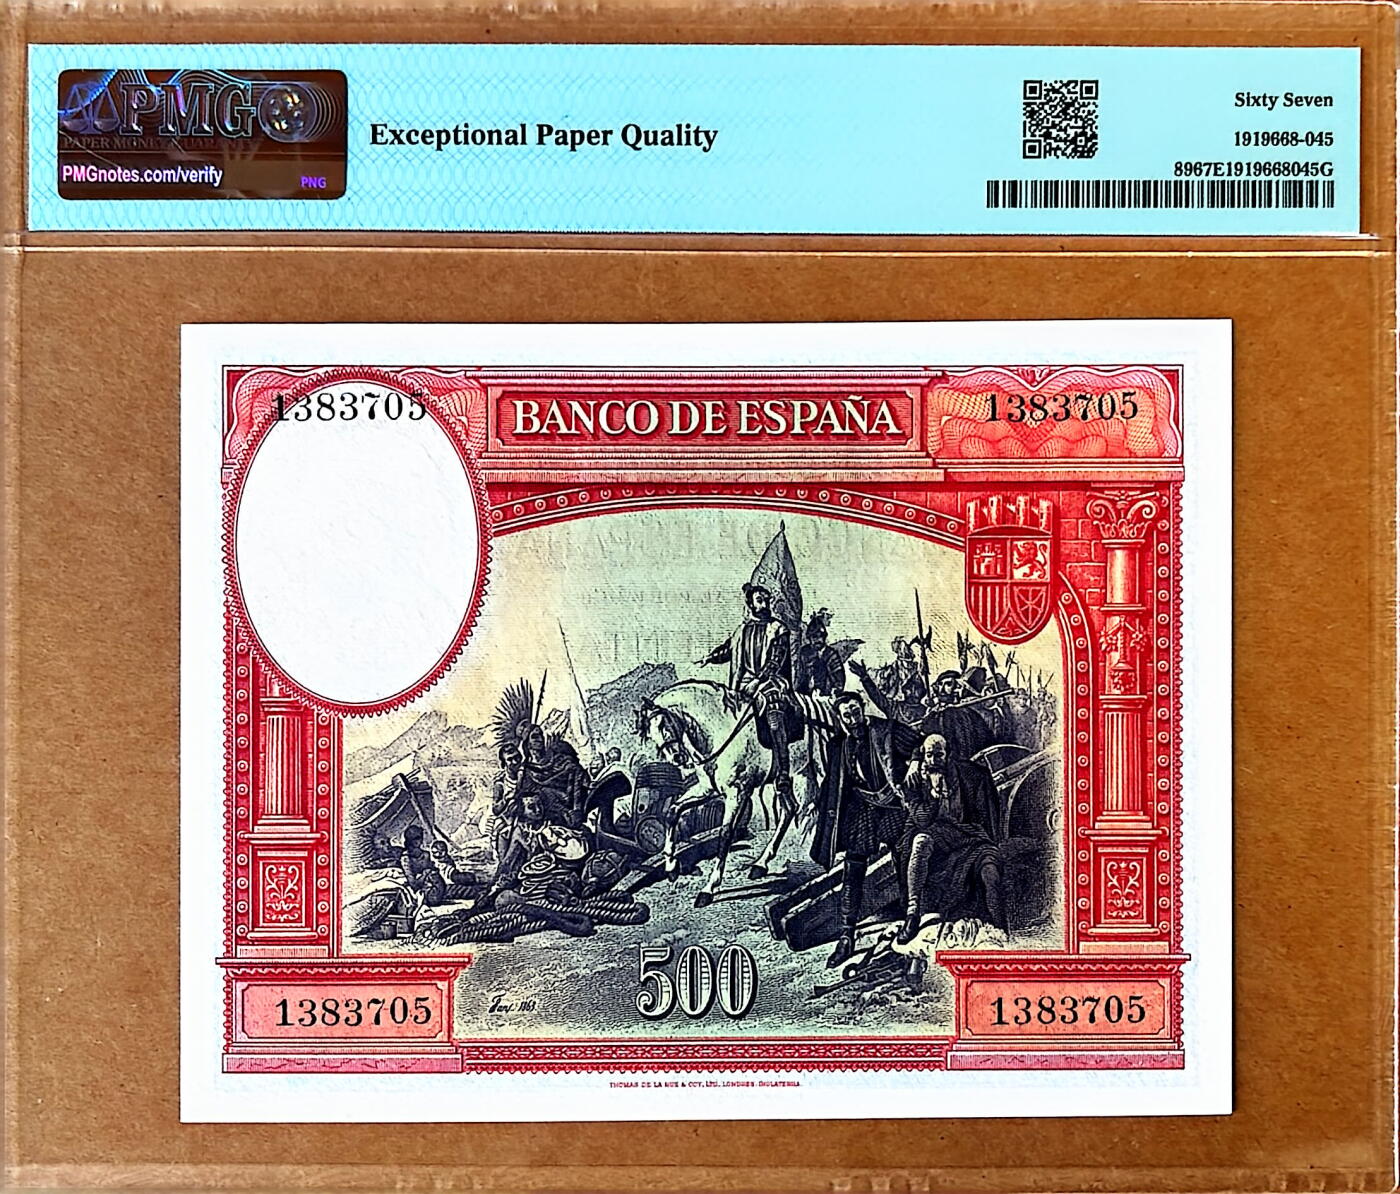 PMG
PAPER MONEY GUARANTY
PMGnotes.com/verify
PNG
Exceptional Paper Quality
Sixty Seven
1919668-045
8967E1919668045G
1383705
BANCO DE ESPAÑA
1383705
500
1383705
1383705
THOMAS DE LA RUE & COY, LTD. LONDRES. INGLATERRA.